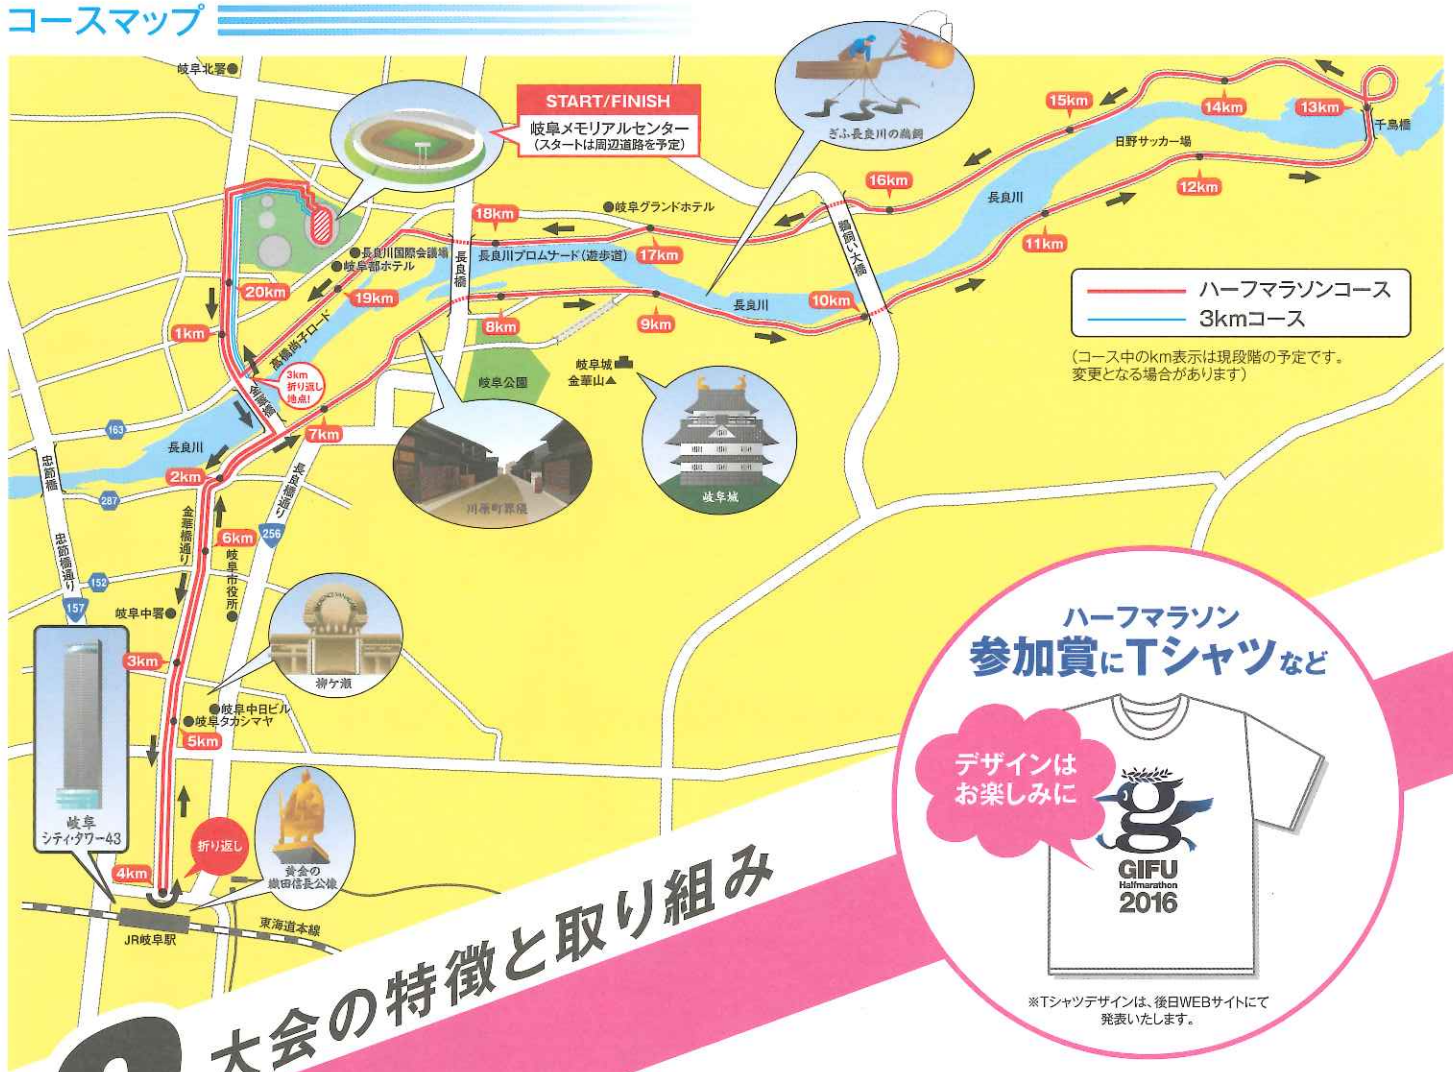 コースマップ
岐阜北署
START/FINISH
岐阜メモリアルセンター
(スタートは周辺道路を予定)
ぎふ長良川の鵜飼
15km
14km
13km
千鳥橋
日野サッカー場
12km
16km
長良川
11km
岐阜グランドホテル
18km
17km
長良川プロムナード(遊歩道)
長良川国際会議場
岐阜都ホテル
長良橋
鵜飼い大橋
20km
19km
1km
高橋尚子ロード
8km
9km
長良川
10km
ハーフマラソンコース
3kmコース
(コース中のkm表示は現段階の予定です。
変更となる場合があります)
3km
折り返し
地点!
金華橋
岐阜公園
岐阜城
金華山▲
岐阜城
7km
川原町界隈
163
長良川
2km
忠節橋
287
長良橋通り
金華橋通り
6km
256
忠節橋通り
岐阜市役所
152
157
岐阜中署
3km
柳ケ瀬
岐阜中日ビル
岐阜タカシマヤ
5km
岐阜
シティ・タワー43
折り返し
4km
黄金の
織田信長公像
JR岐阜駅
東海道本線
大会の特徴と取り組み
ハーフマラソン
参加賞にTシャツなど
デザインは
お楽しみに
g
GIFU
Halfmarathon
2016
※Tシャツデザインは、後日WEBサイトにて
発表いたします。